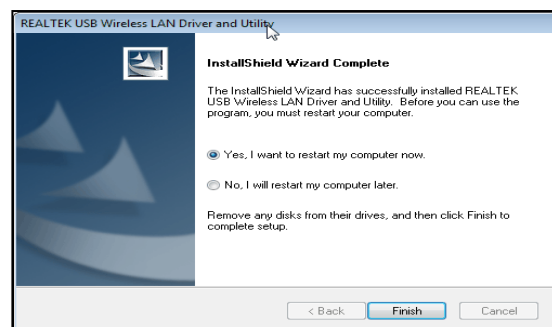 REALTEK USB Wireless LAN Driver and Utility
InstallShield Wizard Complete
The InstallShield Wizard has successfully installed REALTEK
USB Wireless LAN Driver and Utility. Before you can use the
program, you must restart your computer.
Yes, I want to restart my computer now.
No, I will restart my computer later.
Remove any disks from their drives, and then click Finish to
complete setup.
< Back Finish Cancel